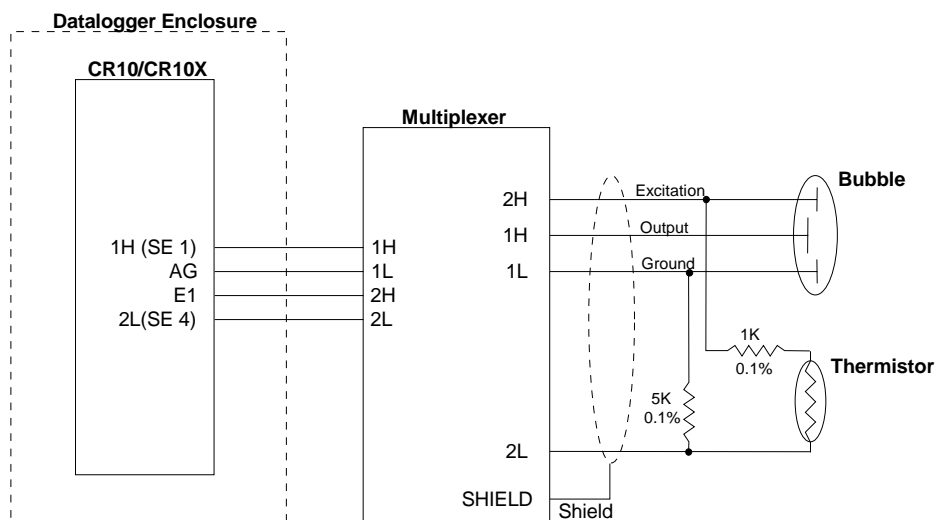 Datalogger Enclosure
CR10/CR10X
Multiplexer
1H (SE 1)
AG
E1
2L(SE 4)
1H
1L
2H
2L
2H
1H
1L
2L
SHIELD
Excitation
Output
Ground
Bubble
1K
0.1%
5K
0.1%
Thermistor
Shield